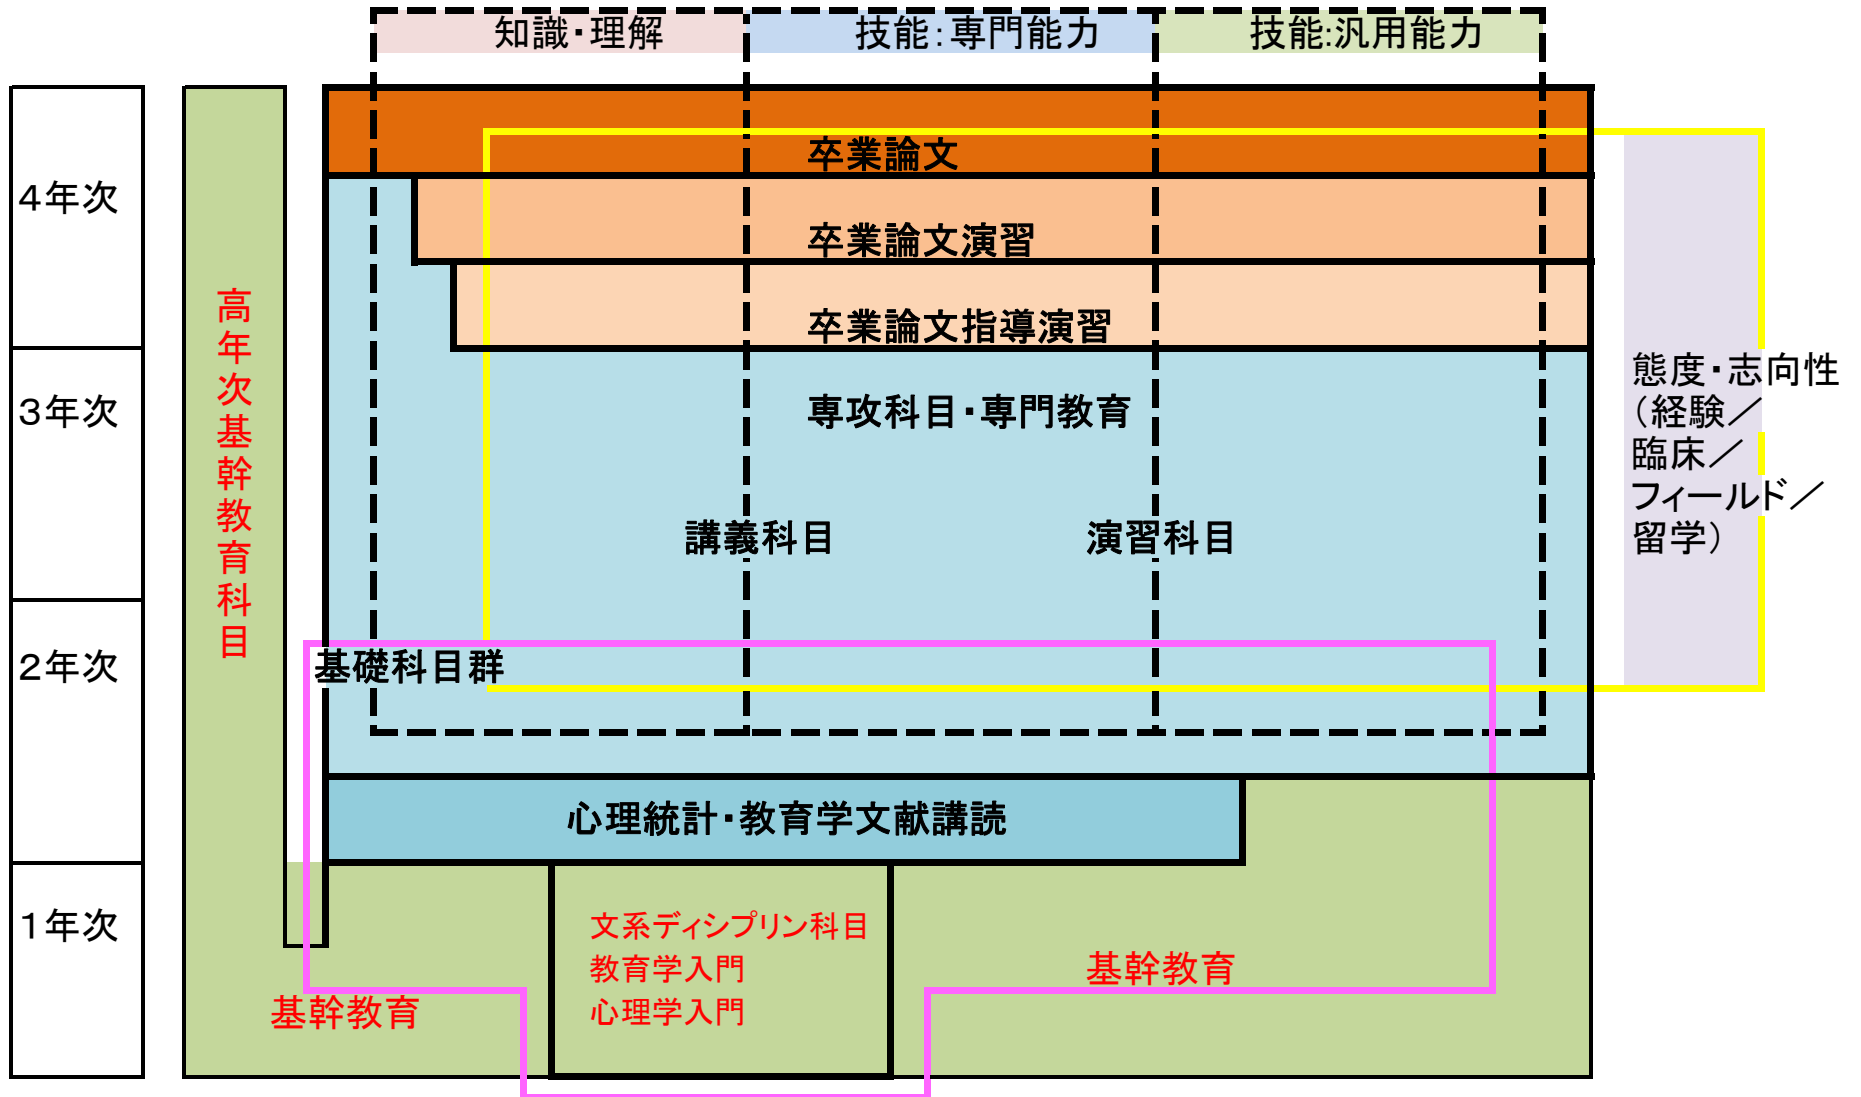 知識・理解
技能：専門能力
技能:汎用能力
４年次
３年次
２年次
１年次
高年次基幹教育科目
卒業論文
卒業論文演習
卒業論文指導演習
専攻科目・専門教育
講義科目
演習科目
基礎科目群
心理統計・教育学文献講読
文系ディシプリン科目
教育学入門
心理学入門
基幹教育
基幹教育
態度・志向性
（経験／
臨床／
フィールド／
留学）